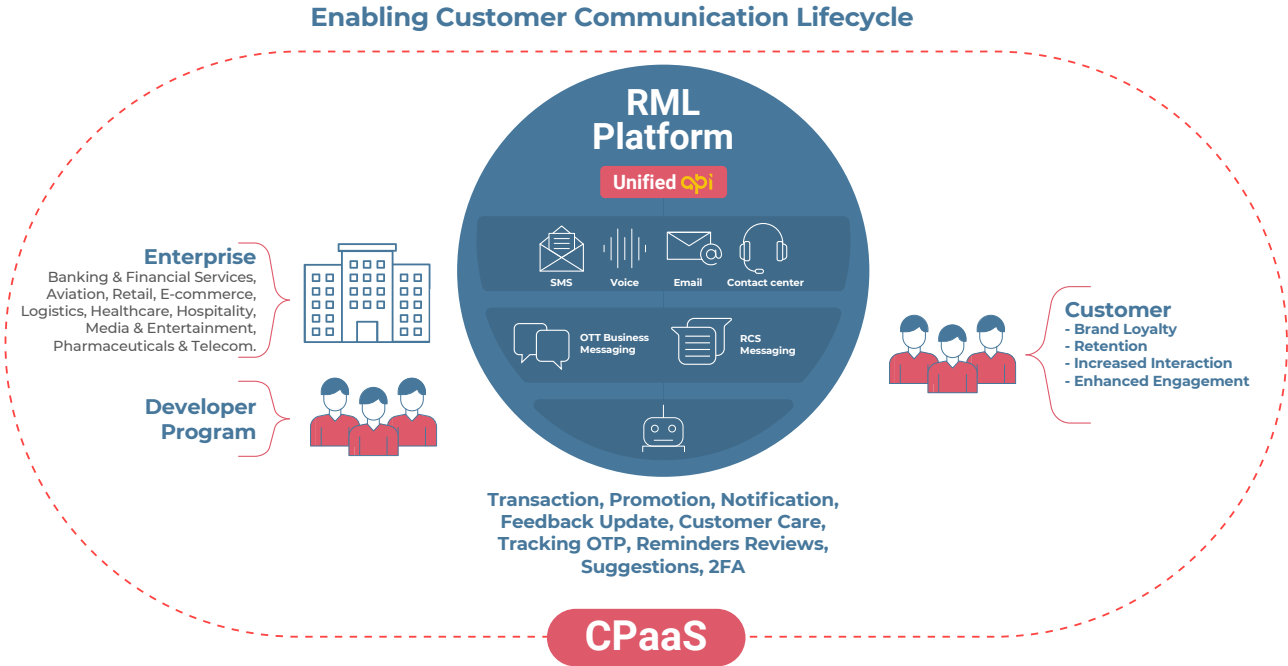 Enabling Customer Communication Lifecycle
RML
Platform
Unified api
SMS
Voice
Email
Contact center
OTT Business
Messaging
RCS
Messaging
Enterprise
Banking & Financial Services,
Aviation, Retail, E-commerce,
Logistics, Healthcare, Hospitality,
Media & Entertainment,
Pharmaceuticals & Telecom.
Developer
Program
Customer
- Brand Loyalty
- Retention
- Increased Interaction
- Enhanced Engagement
Transaction, Promotion, Notification,
Feedback Update, Customer Care,
Tracking OTP, Reminders Reviews,
Suggestions, 2FA
CPaaS